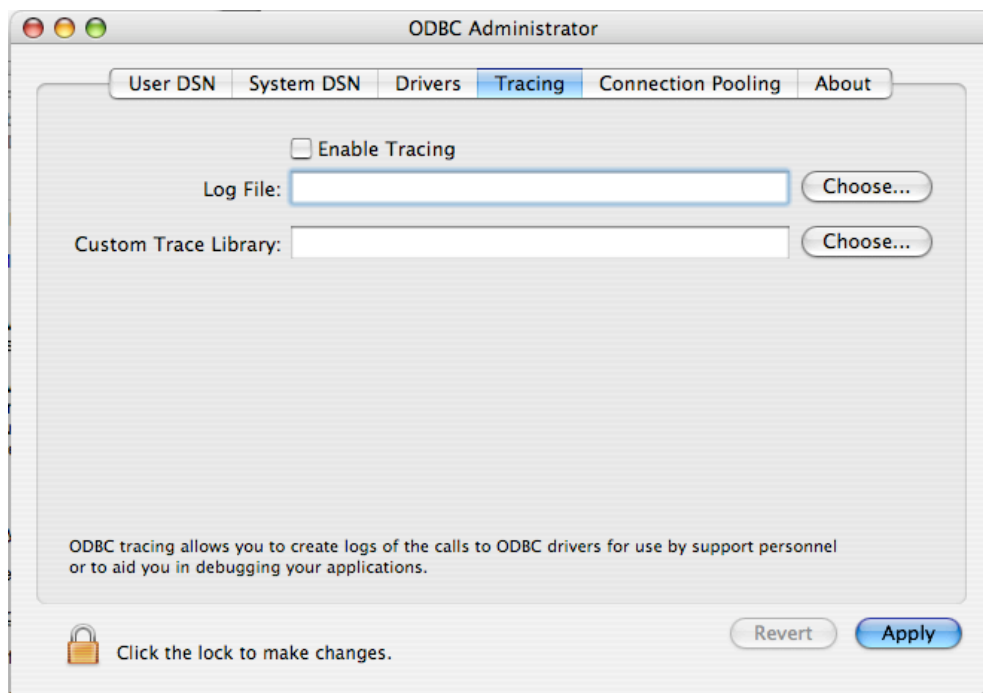 ODBC Administrator
User DSN System DSN Drivers Tracing Connection Pooling About
Enable Tracing
Log File: Choose...
Custom Trace Library: Choose...
ODBC tracing allows you to create logs of the calls to ODBC drivers for use by support personnel
or to aid you in debugging your applications.
Click the lock to make changes. Revert Apply